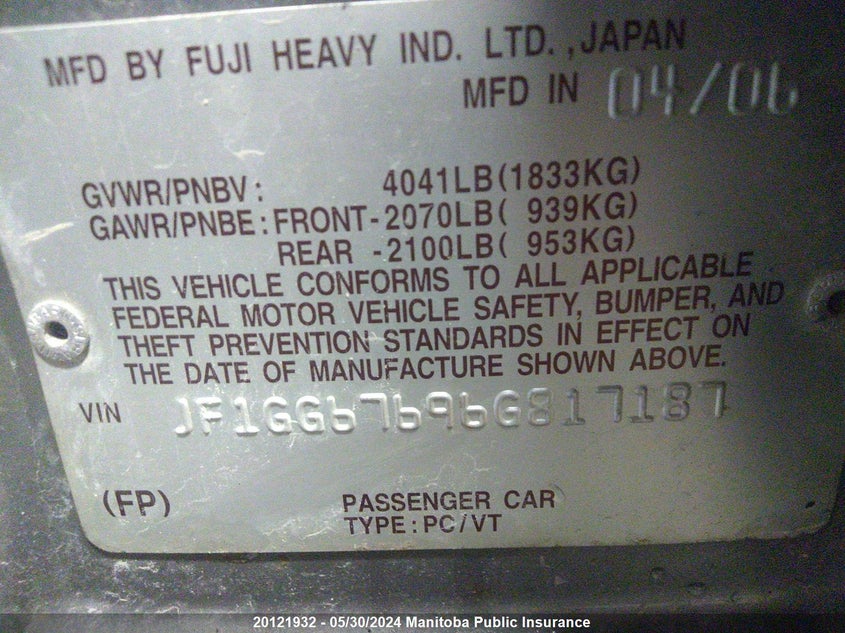 MFD BY FUJI HEAVY IND. LTD.,JAPAN
MFD IN 04/06
GVWR/PNBV: 4041LB(1833KG)
GAWR/PNBE:FRONT-2070LB( 939KG)
REAR -2100LB( 953KG)
THIS VEHICLE CONFORMS TO ALL APPLICABLE
FEDERAL MOTOR VEHICLE SAFETY, BUMPER, AND
THEFT PREVENTION STANDARDS IN EFFECT ON
THE DATE OF MANUFACTURE SHOWN ABOVE.
VIN JF1GG67696G817187
(FP) PASSENGER CAR
TYPE:PC/VT
20121932 - 05/30/2024 Manitoba Public Insurance